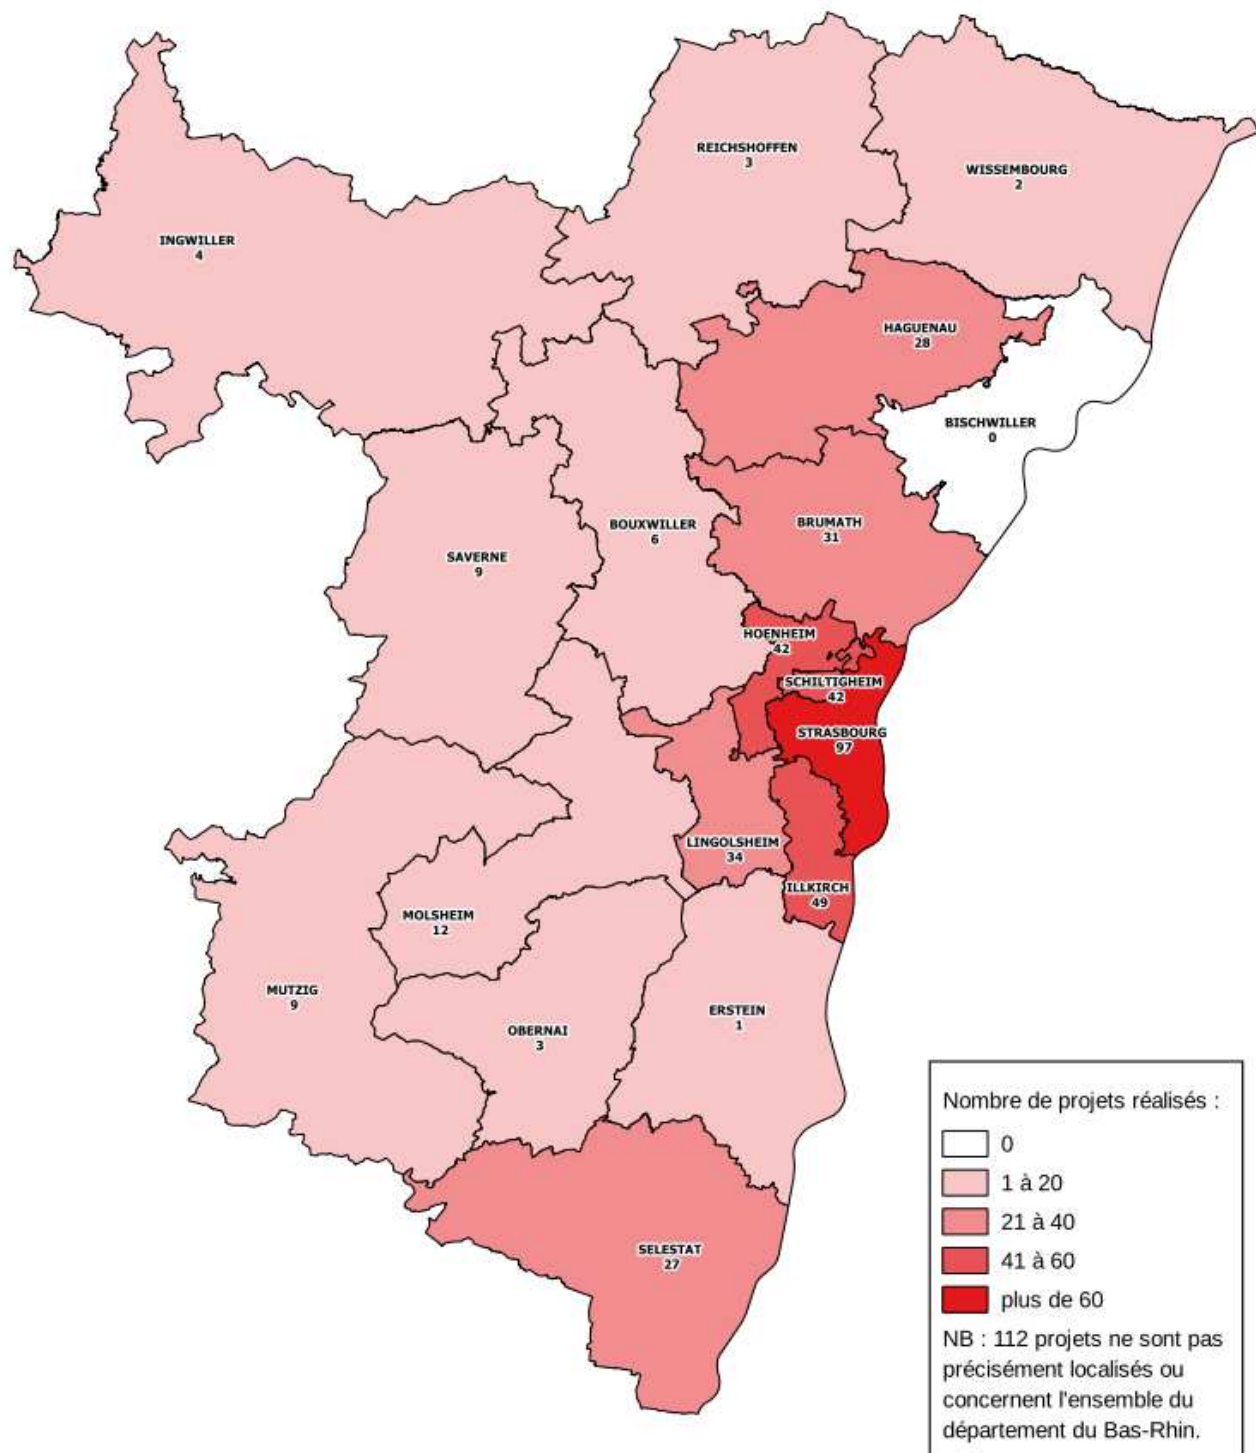 REICHSHOFFEN
3
WISSEMBOURG
2
INGWILLER
4
HAGUENAU
28
BISCHWILLER
0
BOUXWILLER
6
BRUMATH
31
SAVERNE
9
HOENHEIM
42
SCHILTIGHEIM
42
STRASBOURG
97
LINGOLSHEIM
34
ILLKIRCH
49
MOLSHEIM
12
MUTZIG
9
OBERNAI
3
ERSTEIN
1
SELESTAT
27
Nombre de projets réalisés :
0
1 à 20
21 à 40
41 à 60
plus de 60
NB : 112 projets ne sont pas
précisément localisés ou
concernent l'ensemble du
département du Bas-Rhin.